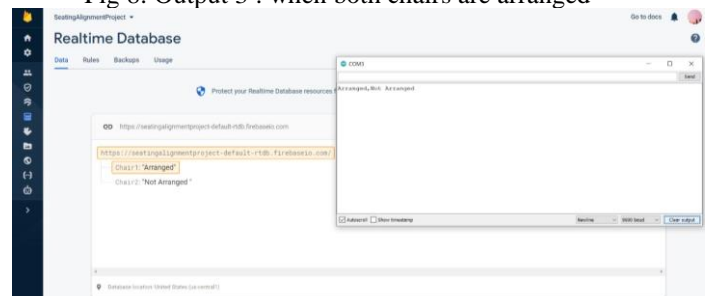 Fig 6: Output 3 : when both chairs are arranged
SeatingAlignmentProject
Go to docs
Realtime Database
Data Rules Backups Usage
Protect your Realtime Database resources
https://seatingalignmentproject-default-rtdb.firebaseio.com
https://seatingalignmentproject-default-rtdb.firebaseio.com/
Chair1: "Arranged"
Chair2: "Not Arranged "
Database location: United States (us-central1)
COM3
Send
Arranged,Not Arranged
Autoscroll Show timestamp
Newline
9600 baud
Clear output